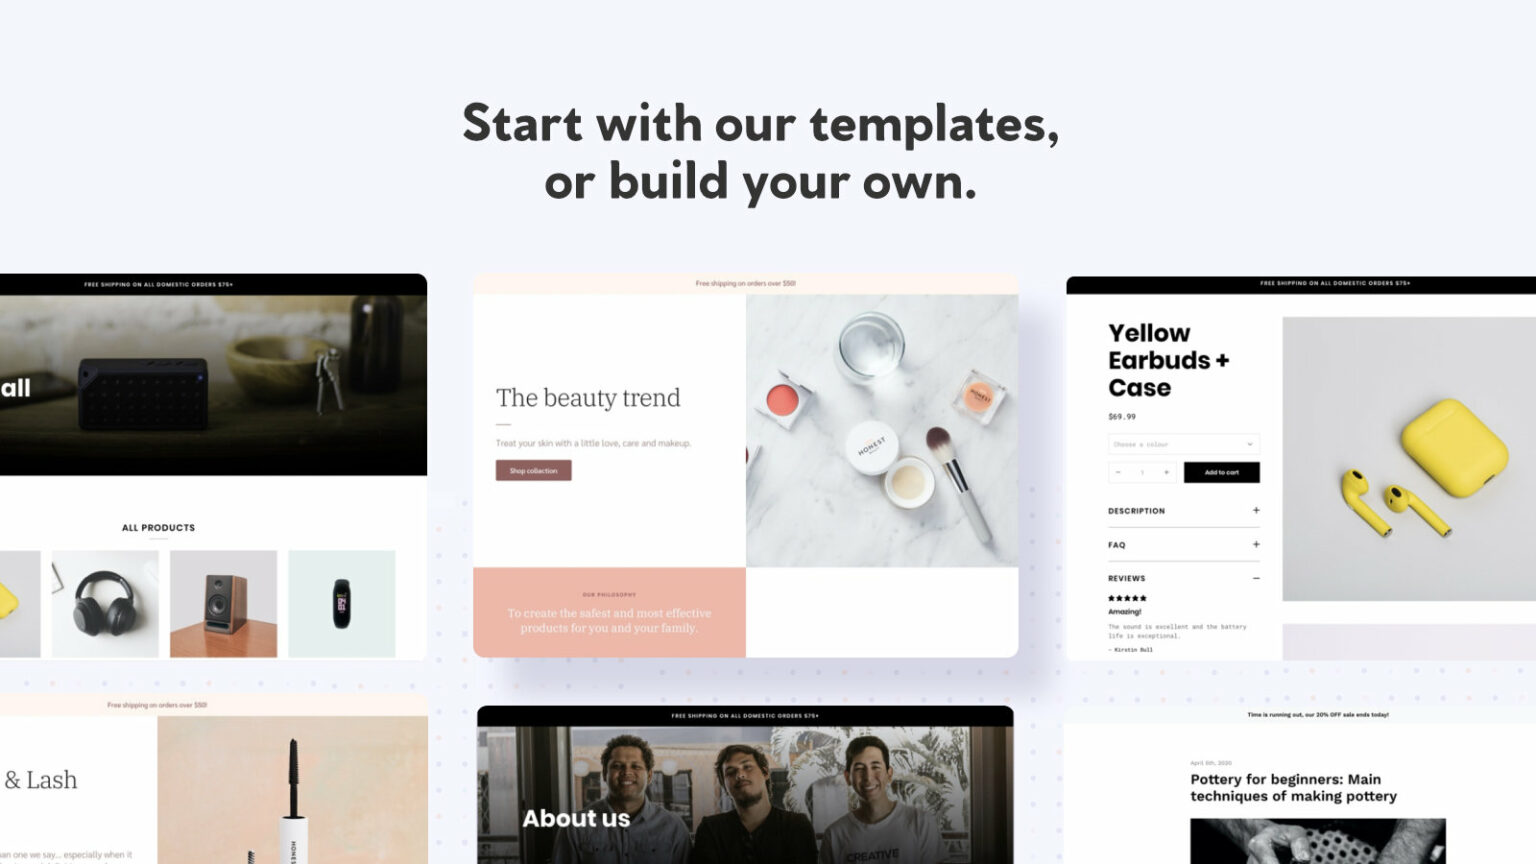 Start with our templates,
or build your own.
FREE SHIPPING ON ALL DOMESTIC ORDERS $75+
all
ALL PRODUCTS
Free shipping on orders over $50!
The beauty trend
Treat your skin with a little love, care and makeup.
Shop collection
HONEST
HONEST
OUR PHILOSOPHY
To create the safest and most effective
products for you and your family.
FREE SHIPPING ON ALL DOMESTIC ORDERS $75+
Yellow
Earbuds +
Case
$69.99
Choose a colour
− 1 +
Add to cart
DESCRIPTION +
FAQ +
REVIEWS −
★★★★★
Amazing!
The sound is excellent and the battery
life is exceptional.
- Kirstin Bull
Free shipping on orders over $50!
& Lash
an one we say... especially when it
HONES
FREE SHIPPING ON ALL DOMESTIC ORDERS $75+
About us
CREATIVE
Time is running out, our 20% OFF sale ends today!
April 6th, 2020
Pottery for beginners: Main
techniques of making pottery